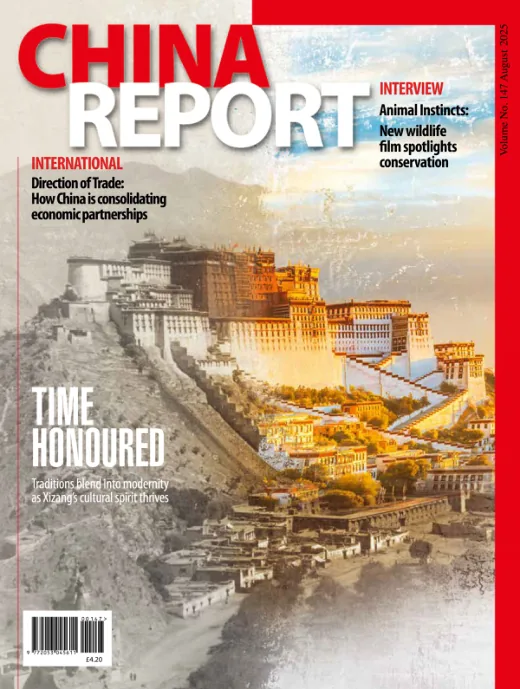 CHINA
REPORT
Volume No. 147 August 2025
INTERVIEW
Animal Instincts:
New wildlife
film spotlights
conservation
INTERNATIONAL
Direction of Trade:
How China is consolidating
economic partnerships
TIME
HONOURED
Traditions blend into modernity
as Xizang's cultural spirit thrives
£4.20